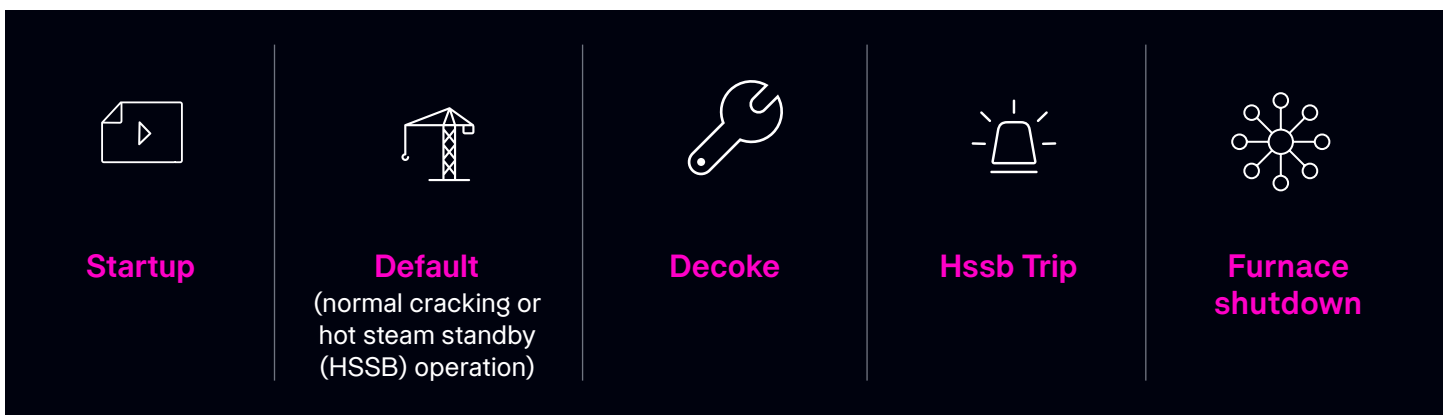 Startup
Default
(normal cracking or
hot steam standby
(HSSB) operation)
Decoke
Hssb Trip
Furnace
shutdown